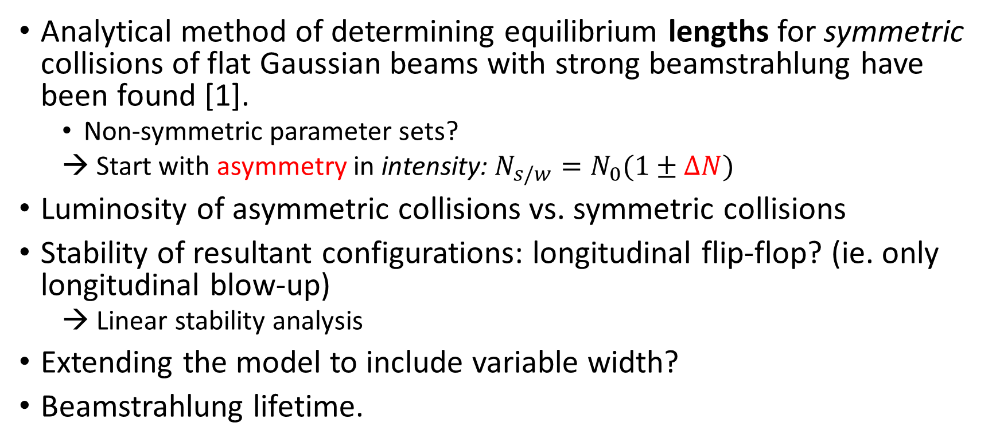 • Analytical method of determining equilibrium lengths for symmetric
collisions of flat Gaussian beams with strong beamstrahlung have
been found [1].
• Non-symmetric parameter sets?
→ Start with asymmetry in intensity: N_{s/w} = N_0(1 ± ΔN)
• Luminosity of asymmetric collisions vs. symmetric collisions
• Stability of resultant configurations: longitudinal flip-flop? (ie. only
longitudinal blow-up)
→ Linear stability analysis
• Extending the model to include variable width?
• Beamstrahlung lifetime.